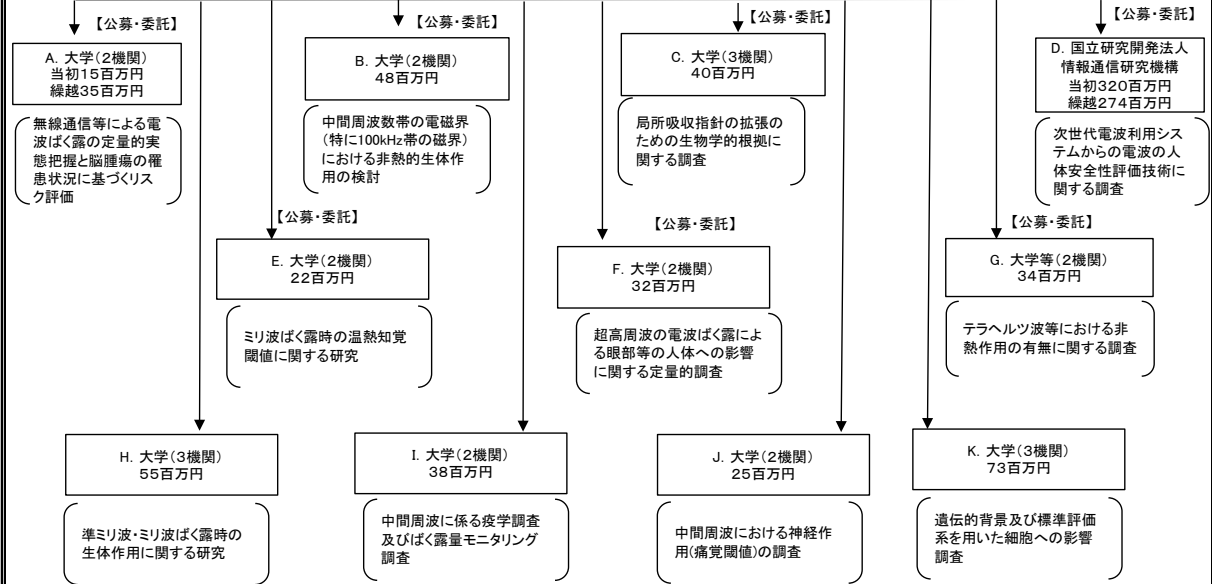 【公募・委託】
A. 大学(2機関)
当初15百万円
繰越35百万円
無線通信等による電
波ばく露の定量的実
態把握と脳腫瘍の罹
患状況に基づくリス
ク評価
【公募・委託】
B. 大学(2機関)
48百万円
中間周波数帯の電磁界
(特に100kHz帯の磁界)
における非熱的生体作
用の検討
【公募・委託】
C. 大学(3機関)
40百万円
局所吸収指針の拡張の
ための生物学的根拠に
関する調査
【公募・委託】
D. 国立研究開発法人
情報通信研究機構
当初320百万円
繰越274百万円
次世代電波利用シス
テムからの電波の人
体安全性評価技術に
関する調査
【公募・委託】
E. 大学(2機関)
22百万円
ミリ波ばく露時の温熱知覚
閾値に関する研究
【公募・委託】
F. 大学(2機関)
32百万円
超高周波の電波ばく露によ
る眼部等の人体への影響
に関する定量的調査
【公募・委託】
G. 大学等(2機関)
34百万円
テラヘルツ波等における非
熱作用の有無に関する調査
H. 大学(3機関)
55百万円
準ミリ波・ミリ波ばく露時の
生体作用に関する研究
I. 大学(2機関)
38百万円
中間周波に係る疫学調査
及びばく露量モニタリング
調査
J. 大学(2機関)
25百万円
中間周波における神経作
用(痛覚閾値)の調査
K. 大学(3機関)
73百万円
遺伝的背景及び標準評価
系を用いた細胞への影響
調査